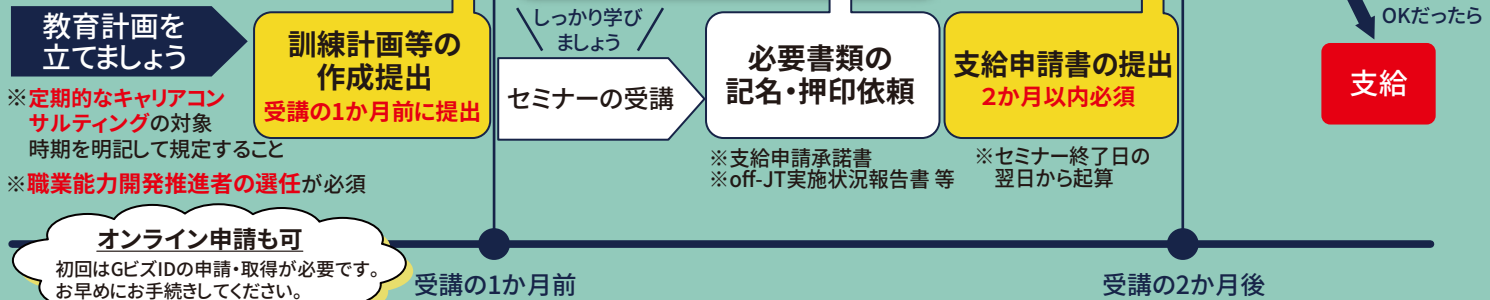 教育計画を
立てましょう
※定期的なキャリアコン
サルティングの対象
時期を明記して規定すること
※職業能力開発推進者の選任が必須
訓練計画等の
作成提出
受講の1か月前に提出
しっかり学び
ましょう
セミナーの受講
必要書類の
記名・押印依頼
※支給申請承諾書
※off-JT実施状況報告書 等
支給申請書の提出
2か月以内必須
※セミナー終了日の
翌日から起算
OKだったら
支給
オンライン申請も可
初回はGビズIDの申請・取得が必要です。
お早めにお手続きしてください。
受講の1か月前
受講の2か月後